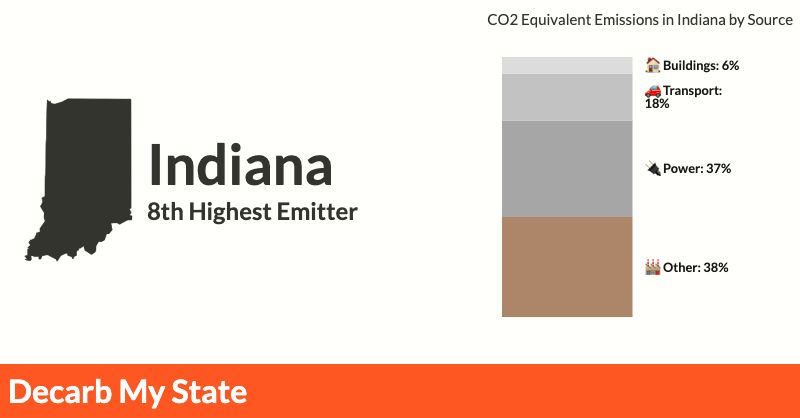 CO2 Equivalent Emissions in Indiana by Source
Buildings: 6%
Transport:
18%
Indiana
8th Highest Emitter
Power: 37%
Other: 38%
Decarb My State